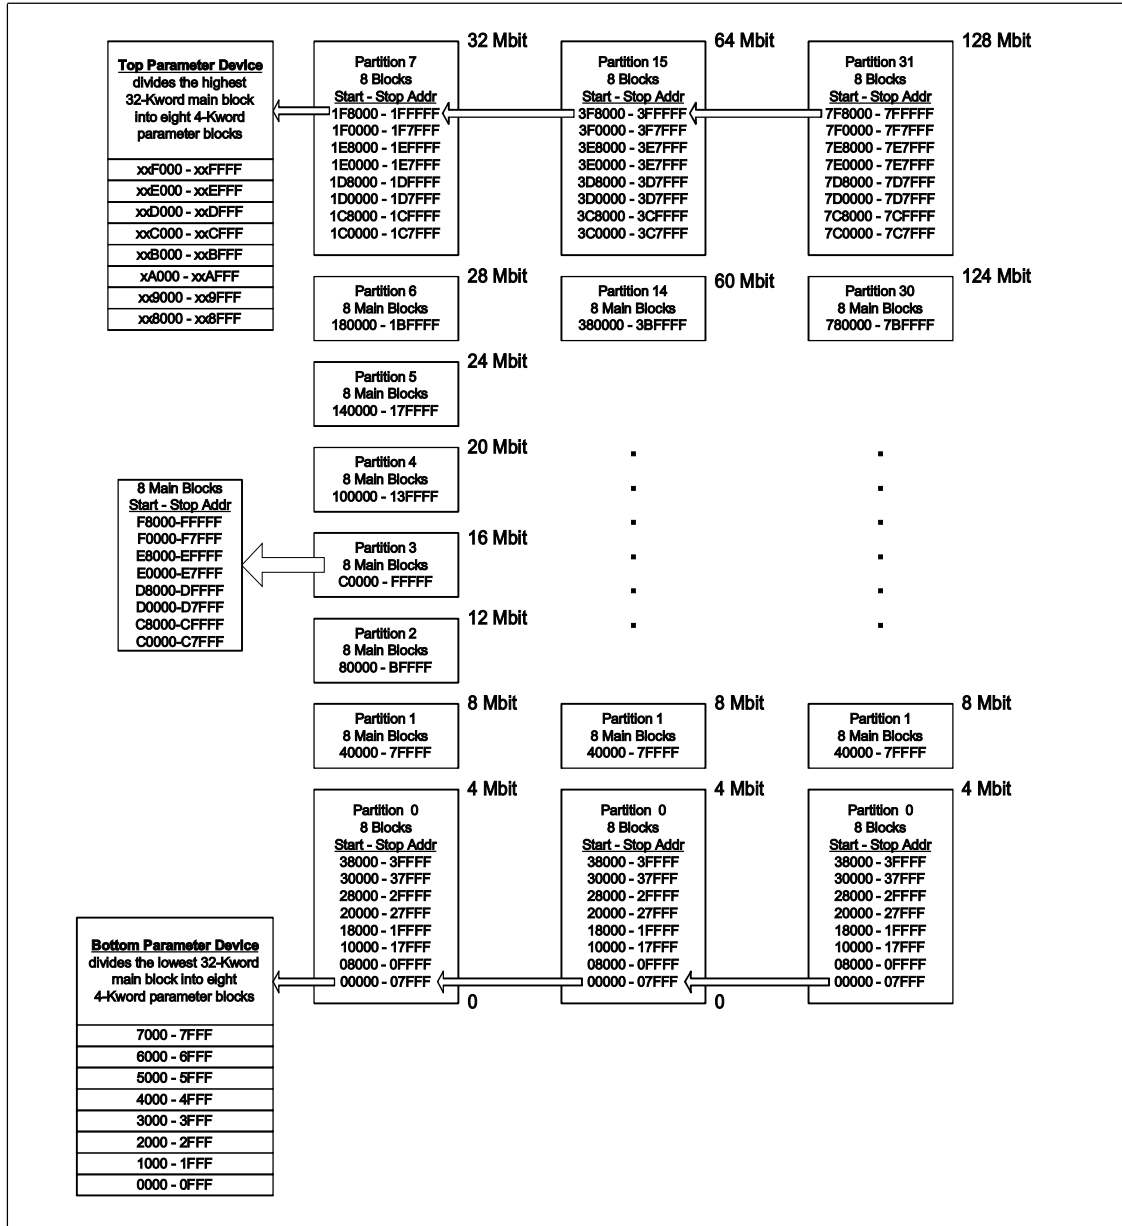 32 Mbit
64 Mbit
128 Mbit
Top Parameter Device
divides the highest
32-Kword main block
into eight 4-Kword
parameter blocks
xxF000 - xxFFFF
xxE000 - xxEFFF
xxD000 - xxDFFF
xxC000 - xxCFFF
xxB000 - xxBFFF
xA000 - xxAFFF
xx9000 - xx9FFF
xx8000 - xx8FFF
Partition 7
8 Blocks
Start - Stop Addr
1F8000 - 1FFFFF
1F0000 - 1F7FFF
1E8000 - 1EFFFF
1E0000 - 1E7FFF
1D8000 - 1DFFFF
1D0000 - 1D7FFF
1C8000 - 1CFFFF
1C0000 - 1C7FFF
Partition 15
8 Blocks
Start - Stop Addr
3F8000 - 3FFFFF
3F0000 - 3F7FFF
3E8000 - 3E7FFF
3E0000 - 3E7FFF
3D8000 - 3D7FFF
3D0000 - 3D7FFF
3C8000 - 3CFFFF
3C0000 - 3C7FFF
Partition 31
8 Blocks
Start - Stop Addr
7F8000 - 7FFFFF
7F0000 - 7F7FFF
7E8000 - 7E7FFF
7E0000 - 7E7FFF
7D8000 - 7D7FFF
7D0000 - 7D7FFF
7C8000 - 7CFFFF
7C0000 - 7C7FFF
28 Mbit
60 Mbit
124 Mbit
Partition 6
8 Main Blocks
180000 - 1BFFFF
Partition 14
8 Main Blocks
380000 - 3BFFFF
Partition 30
8 Main Blocks
780000 - 7BFFFF
24 Mbit
Partition 5
8 Main Blocks
140000 - 17FFFF
20 Mbit
Partition 4
8 Main Blocks
100000 - 13FFFF
16 Mbit
8 Main Blocks
Start - Stop Addr
F8000-FFFFF
F0000-F7FFF
E8000-EFFFF
E0000-E7FFF
D8000-DFFFF
D0000-D7FFF
C8000-CFFFF
C0000-C7FFF
Partition 3
8 Main Blocks
C0000 - FFFFF
12 Mbit
Partition 2
8 Main Blocks
80000 - BFFFF
8 Mbit
8 Mbit
8 Mbit
Partition 1
8 Main Blocks
40000 - 7FFFF
Partition 1
8 Main Blocks
40000 - 7FFFF
Partition 1
8 Main Blocks
40000 - 7FFFF
4 Mbit
4 Mbit
4 Mbit
Partition 0
8 Blocks
Start - Stop Addr
38000 - 3FFFF
30000 - 37FFF
28000 - 2FFFF
20000 - 27FFF
18000 - 1FFFF
10000 - 17FFF
08000 - 0FFFF
00000 - 07FFF
0
Partition 0
8 Blocks
Start - Stop Addr
38000 - 3FFFF
30000 - 37FFF
28000 - 2FFFF
20000 - 27FFF
18000 - 1FFFF
10000 - 17FFF
08000 - 0FFFF
00000 - 07FFF
0
Partition 0
8 Blocks
Start - Stop Addr
38000 - 3FFFF
30000 - 37FFF
28000 - 2FFFF
20000 - 27FFF
18000 - 1FFFF
10000 - 17FFF
08000 - 0FFFF
00000 - 07FFF
Bottom Parameter Device
divides the lowest 32-Kword
main block into eight
4-Kword parameter blocks
7000 - 7FFF
6000 - 6FFF
5000 - 5FFF
4000 - 4FFF
3000 - 3FFF
2000 - 2FFF
1000 - 1FFF
0000 - 0FFF